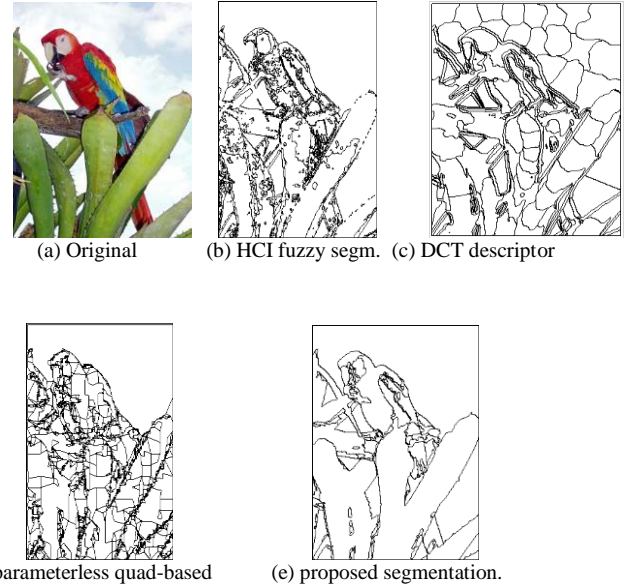 (a) Original
(b) HCI fuzzy segm.
(c) DCT descriptor
parameterless quad-based
(e) proposed segmentation.